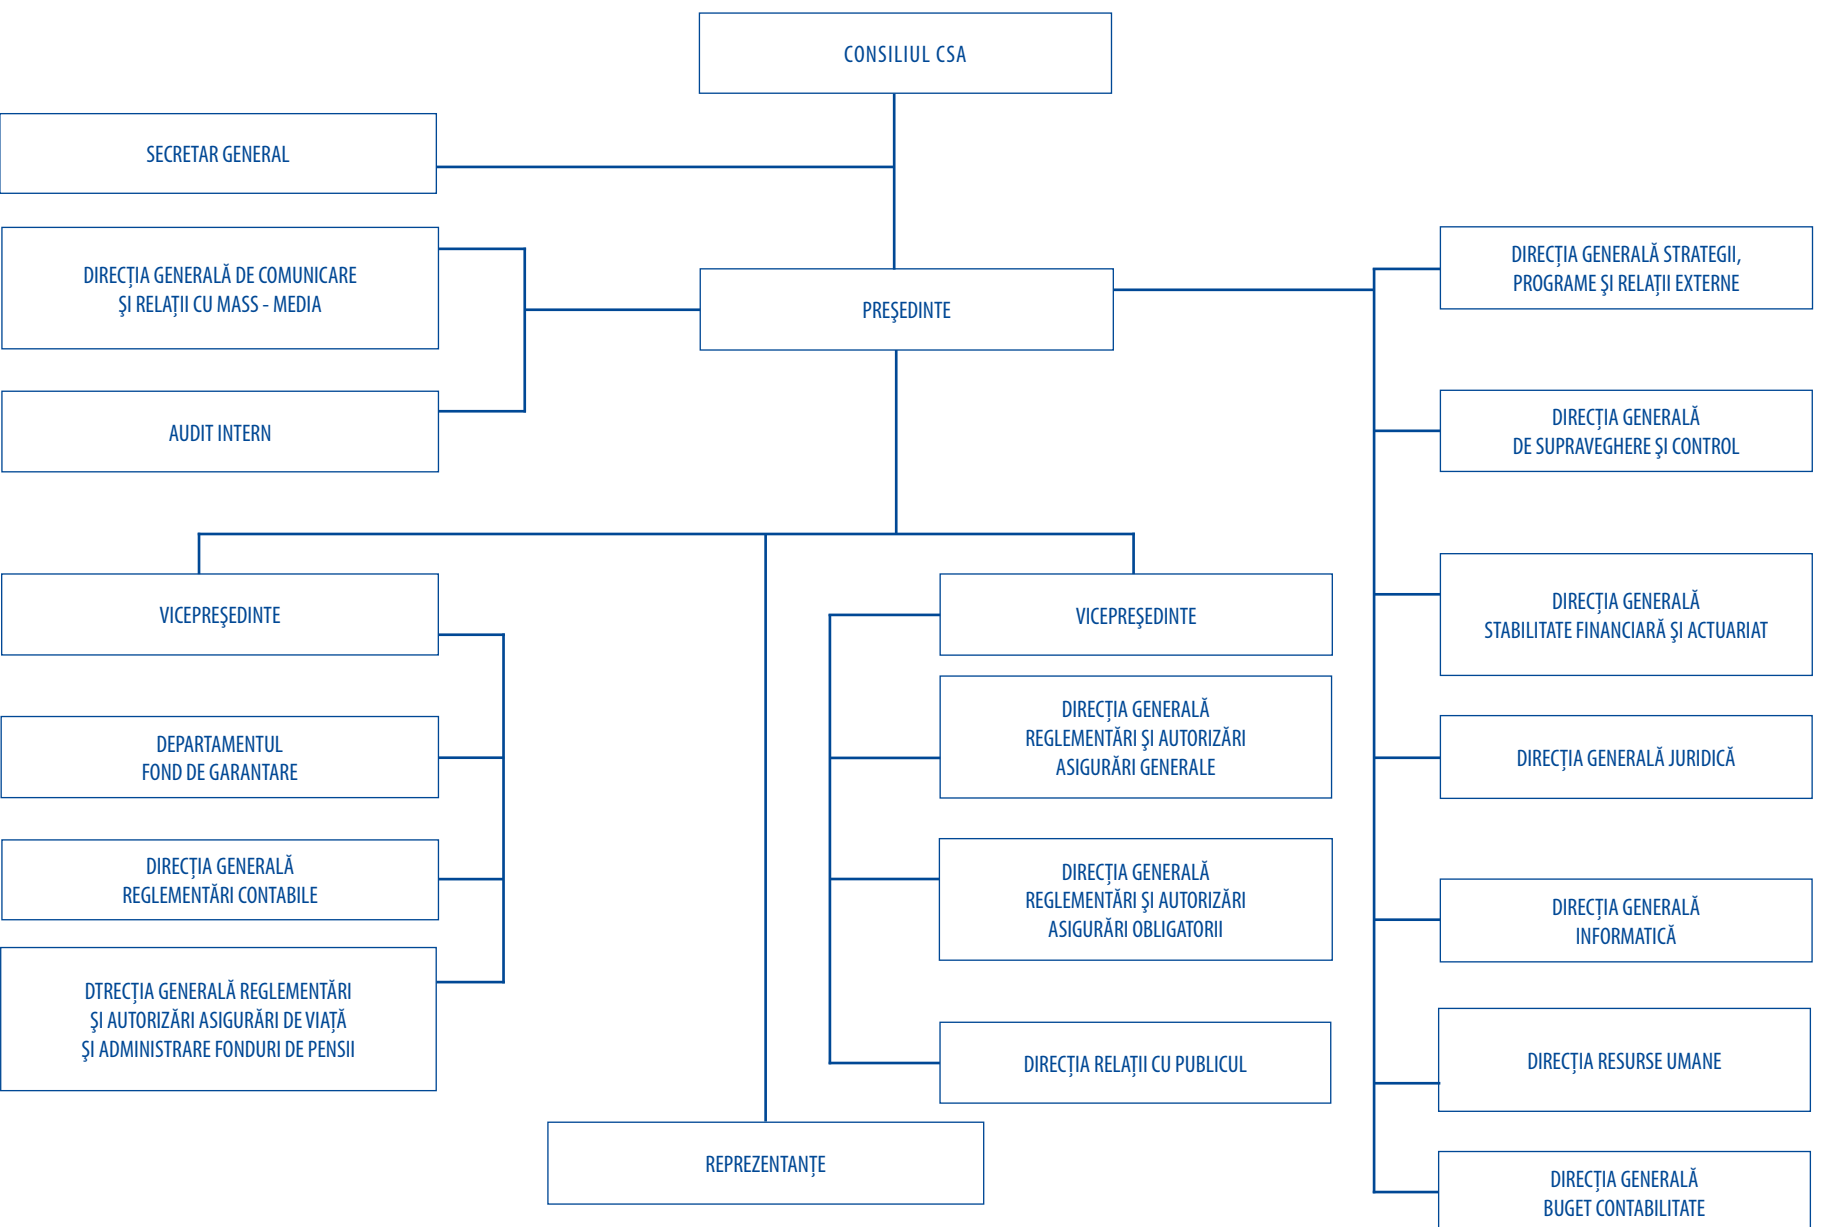 CONSILIUL CSA
SECRETAR GENERAL
DIRECȚIA GENERALĂ DE COMUNICARE
ŞI RELAȚII CU MASS - MEDIA
PREŞEDINTE
DIRECȚIA GENERALĂ STRATEGII,
PROGRAME ŞI RELAȚII EXTERNE
AUDIT INTERN
DIRECȚIA GENERALĂ
DE SUPRAVEGHERE ŞI CONTROL
VICEPREŞEDINTE
VICEPREŞEDINTE
DIRECȚIA GENERALĂ
STABILITATE FINANCIARĂ ŞI ACTUARIAT
DEPARTAMENTUL
FOND DE GARANTARE
DIRECȚIA GENERALĂ
REGLEMENTĂRI ŞI AUTORIZĂRI
ASIGURĂRI GENERALE
DIRECȚIA GENERALĂ JURIDICĂ
DIRECȚIA GENERALĂ
REGLEMENTĂRI CONTABILE
DIRECȚIA GENERALĂ
REGLEMENTĂRI ŞI AUTORIZĂRI
ASIGURĂRI OBLIGATORII
DIRECȚIA GENERALĂ
INFORMATICĂ
DTRECȚIA GENERALĂ REGLEMENTĂRI
ŞI AUTORIZĂRI ASIGURĂRI DE VIAȚĂ
ŞI ADMINISTRARE FONDURI DE PENSII
DIRECȚIA RELAȚII CU PUBLICUL
DIRECȚIA RESURSE UMANE
REPREZENTANȚE
DIRECȚIA GENERALĂ
BUGET CONTABILITATE